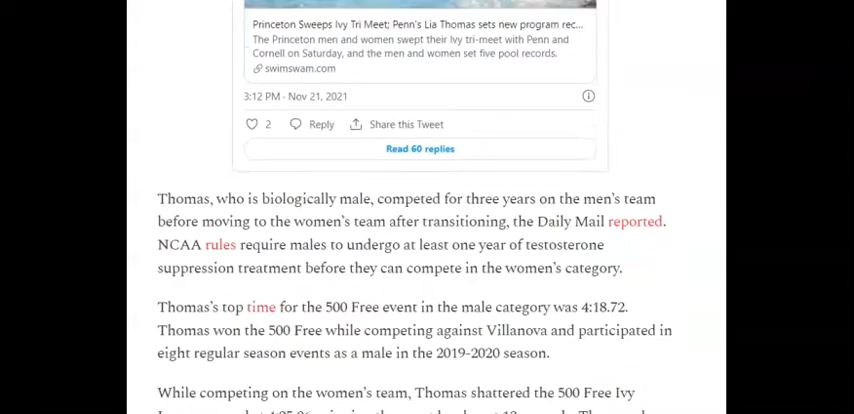 Princeton Sweeps Ivy Tri Meet; Penn's Lia Thomas sets new program rec...
The Princeton men and women swept their Ivy tri-meet with Penn and
Cornell on Saturday, and the men and women set five pool records.
swimswam.com
3:12 PM · Nov 21, 2021
2 Reply Share this Tweet
Read 60 replies
Thomas, who is biologically male, competed for three years on the men's team
before moving to the women's team after transitioning, the Daily Mail reported.
NCAA rules require males to undergo at least one year of testosterone
suppression treatment before they can compete in the women's category.
Thomas's top time for the 500 Free event in the male category was 4:18.72.
Thomas won the 500 Free while competing against Villanova and participated in
eight regular season events as a male in the 2019-2020 season.
While competing on the women's team, Thomas shattered the 500 Free Ivy